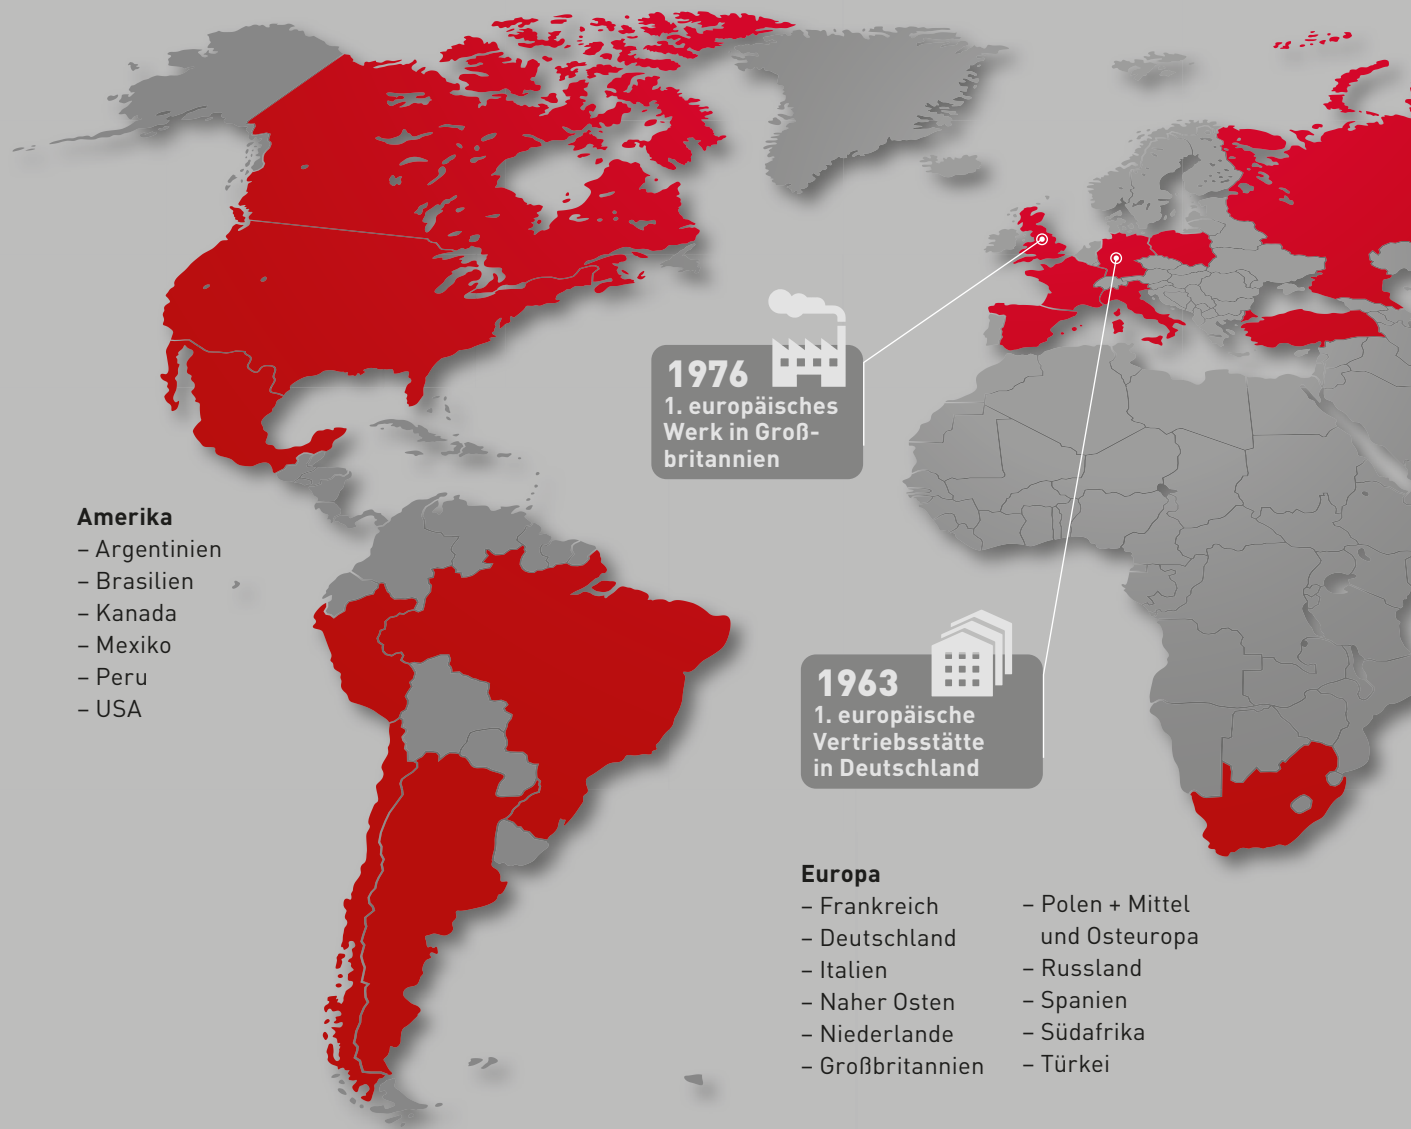 1976
1. europäisches
Werk in Groß-
britannien
Amerika
– Argentinien
– Brasilien
– Kanada
– Mexiko
– Peru
– USA
1963
1. europäische
Vertriebsstätte
in Deutschland
Europa
– Frankreich
– Deutschland
– Italien
– Naher Osten
– Niederlande
– Großbritannien
– Polen + Mittel
und Osteuropa
– Russland
– Spanien
– Südafrika
– Türkei